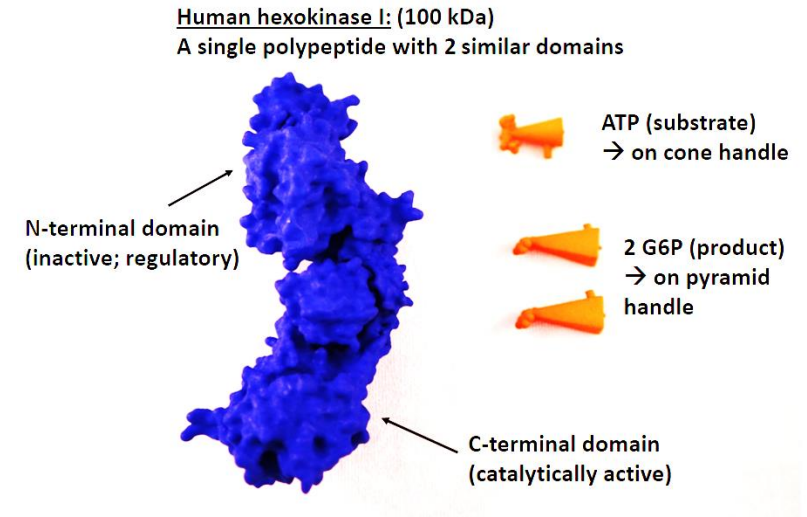 Human hexokinase I: (100 kDa)
A single polypeptide with 2 similar domains
ATP (substrate)
→ on cone handle
N-terminal domain
(inactive; regulatory)
2 G6P (product)
→ on pyramid
handle
C-terminal domain
(catalytically active)